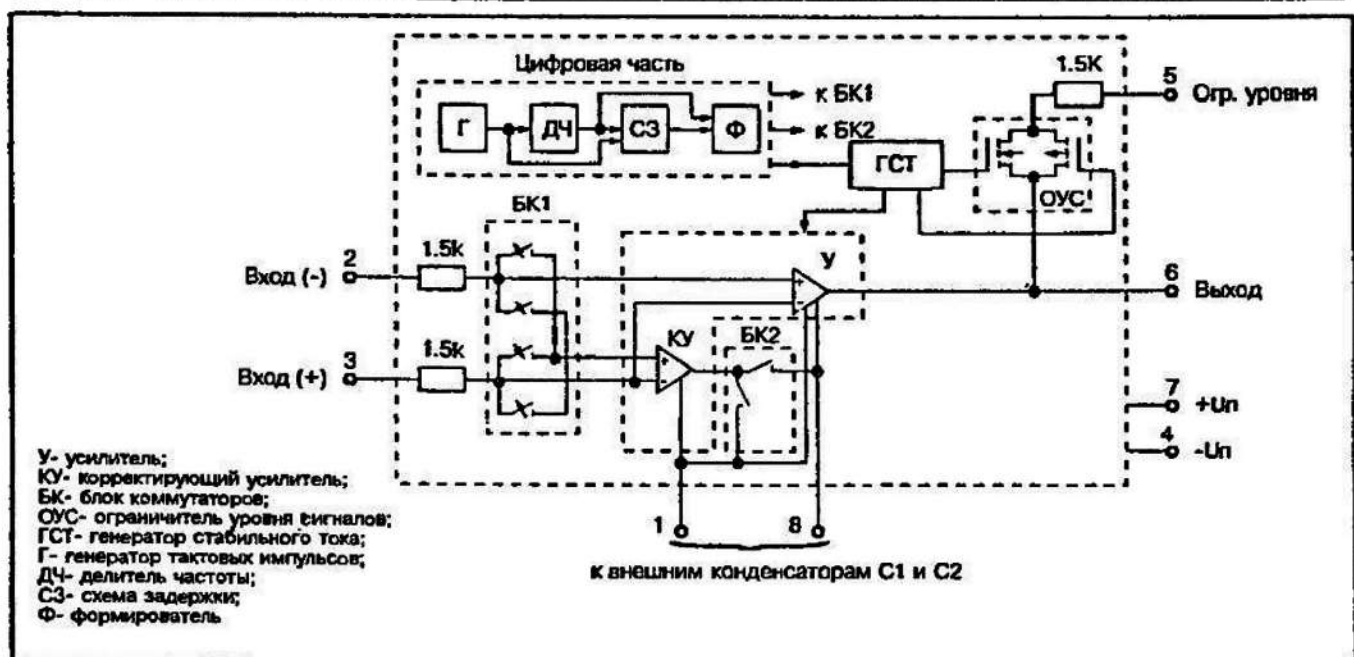 Цифровая часть
Г
ДЧ
СЗ
Ф
к БК1
к БК2
ГСТ
1.5K
5
Огр. уровня
ОУС
БК1
2
1.5k
Вход (-)
У
6
Выход
3
1.5k
Вход (+)
КУ
БК2
7
+Uп
4
-Uп
1
8
к внешним конденсаторам С1 и С2
У- усилитель;
КУ- корректирующий усилитель;
БК- блок коммутаторов;
ОУС- ограничитель уровня сигналов;
ГСТ- генератор стабильного тока;
Г- генератор тактовых импульсов;
ДЧ- делитель частоты;
СЗ- схема задержки;
Ф- формирователь